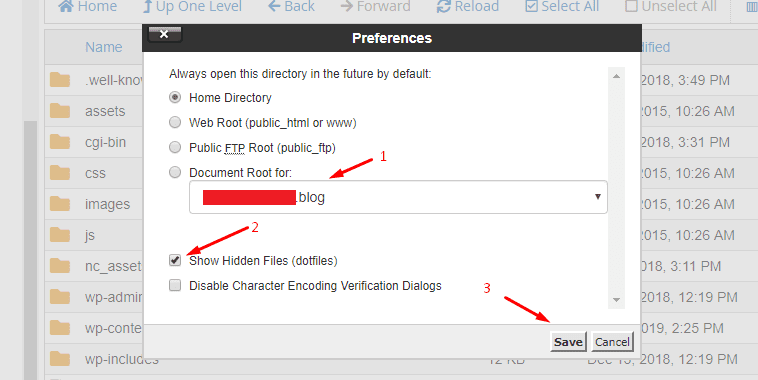 Home Up One Level Back Forward Reload Select All Unselect All
Preferences
Name
.well-know 2018, 3:49 PM
assets 2015, 10:26 AM
cgi-bin 2018, 3:31 PM
css 2015, 10:26 AM
images 2015, 10:26 AM
js 2015, 10:26 AM
nc_asset 2018, 3:11 PM
wp-admin 2018, 12:19 PM
wp-conte 2019, 2:25 PM
wp-includes 12 KB Dec 13, 2018, 12:19 PM
Always open this directory in the future by default:
Home Directory
Web Root (public_html or www)
Public FTP Root (public_ftp)
Document Root for:
1
.blog
2
Show Hidden Files (dotfiles)
Disable Character Encoding Verification Dialogs
3
Save Cancel